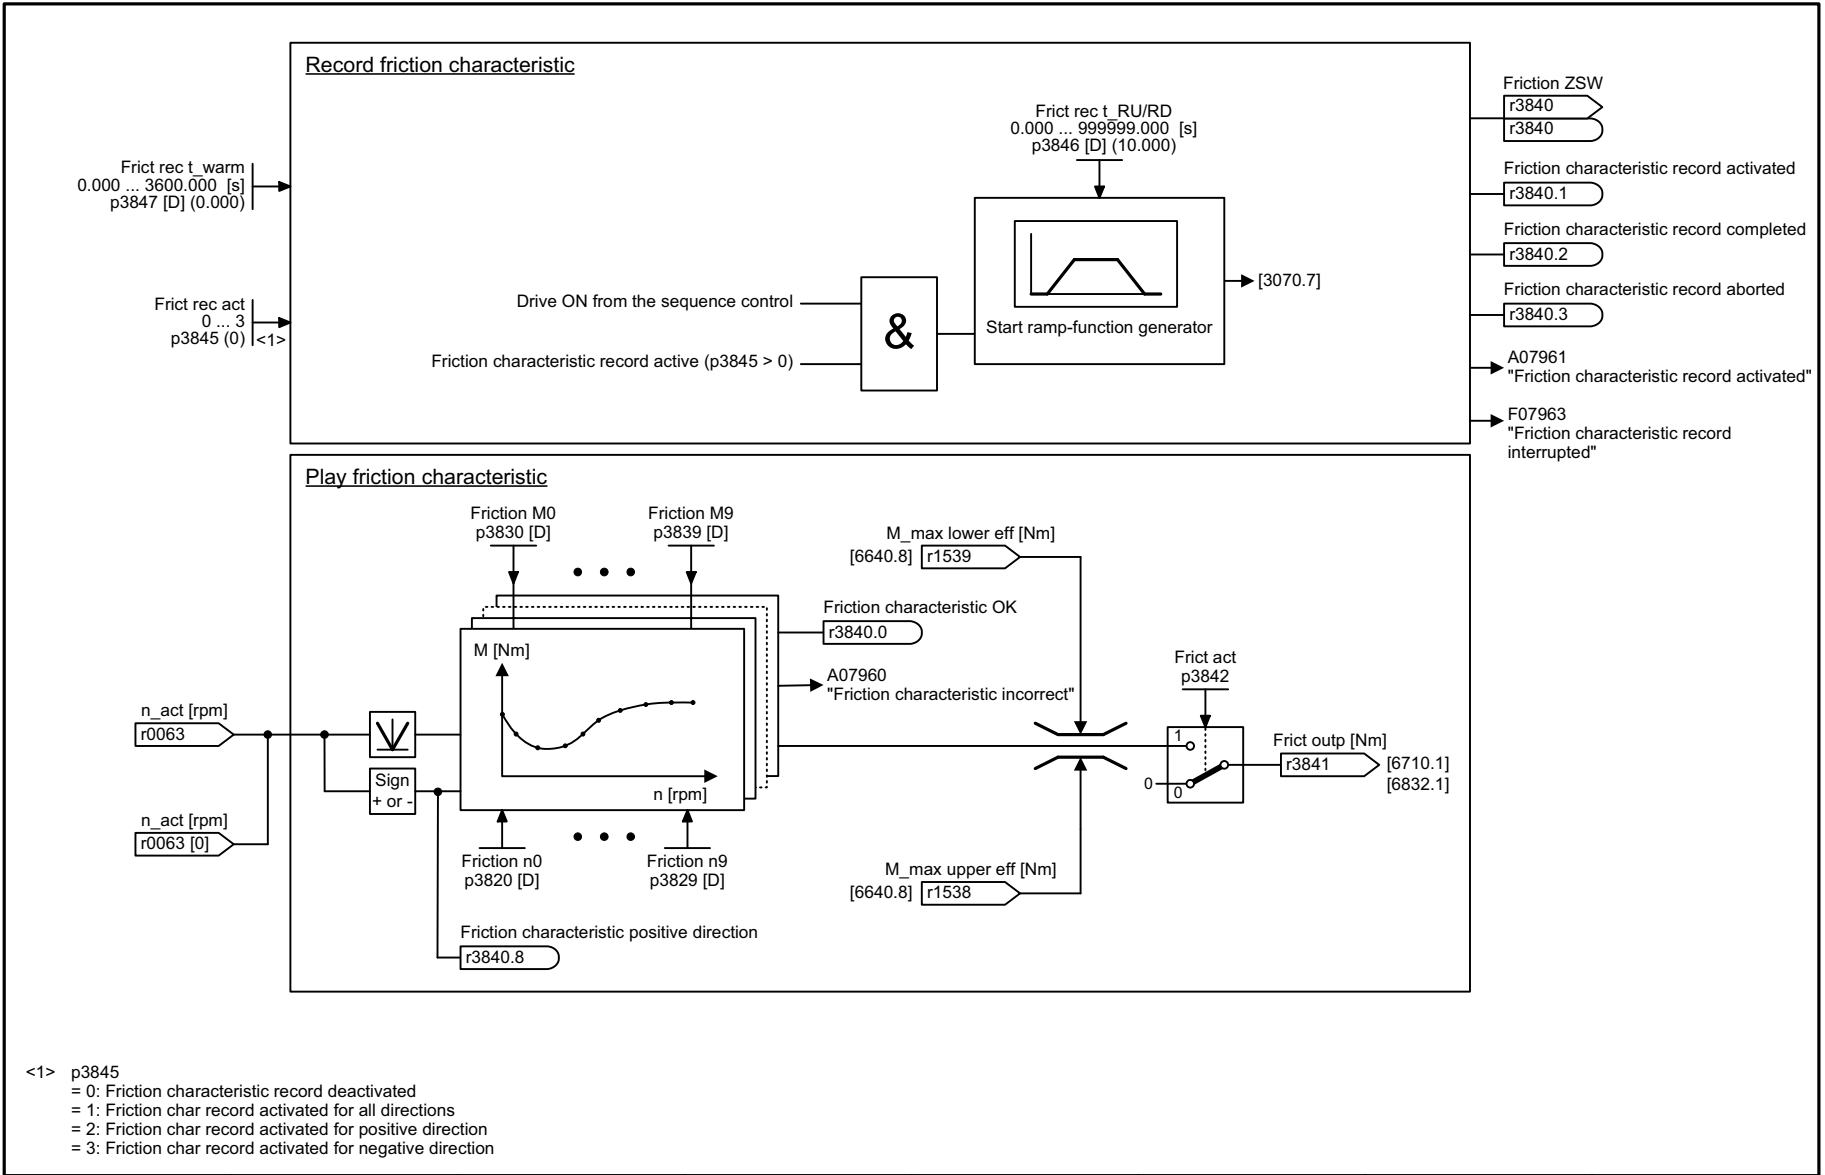 Record friction characteristic
Frict rec t_warm
0.000 ... 3600.000 [s]
p3847 [D] (0.000)
Frict rec act
0 ... 3
p3845 (0)
<1>
Frict rec t_RU/RD
0.000 ... 999999.000 [s]
p3846 [D] (10.000)
Drive ON from the sequence control
Friction characteristic record active (p3845 > 0)
&
Start ramp-function generator
[3070.7]
Friction ZSW
r3840
r3840
Friction characteristic record activated
r3840.1
Friction characteristic record completed
r3840.2
Friction characteristic record aborted
r3840.3
A07961
"Friction characteristic record activated"
F07963
"Friction characteristic record
interrupted"
Play friction characteristic
Friction M0
p3830 [D]
Friction M9
p3839 [D]
M_max lower eff [Nm]
[6640.8]
r1539
Friction characteristic OK
r3840.0
A07960
"Friction characteristic incorrect"
M [Nm]
n [rpm]
n_act [rpm]
r0063
Sign
+ or -
n_act [rpm]
r0063 [0]
Friction n0
p3820 [D]
Friction n9
p3829 [D]
Frict act
p3842
1
0
0
Frict outp [Nm]
r3841
[6710.1]
[6832.1]
M_max upper eff [Nm]
[6640.8]
r1538
Friction characteristic positive direction
r3840.8
<1> p3845
= 0: Friction characteristic record deactivated
= 1: Friction char record activated for all directions
= 2: Friction char record activated for positive direction
= 3: Friction char record activated for negative direction